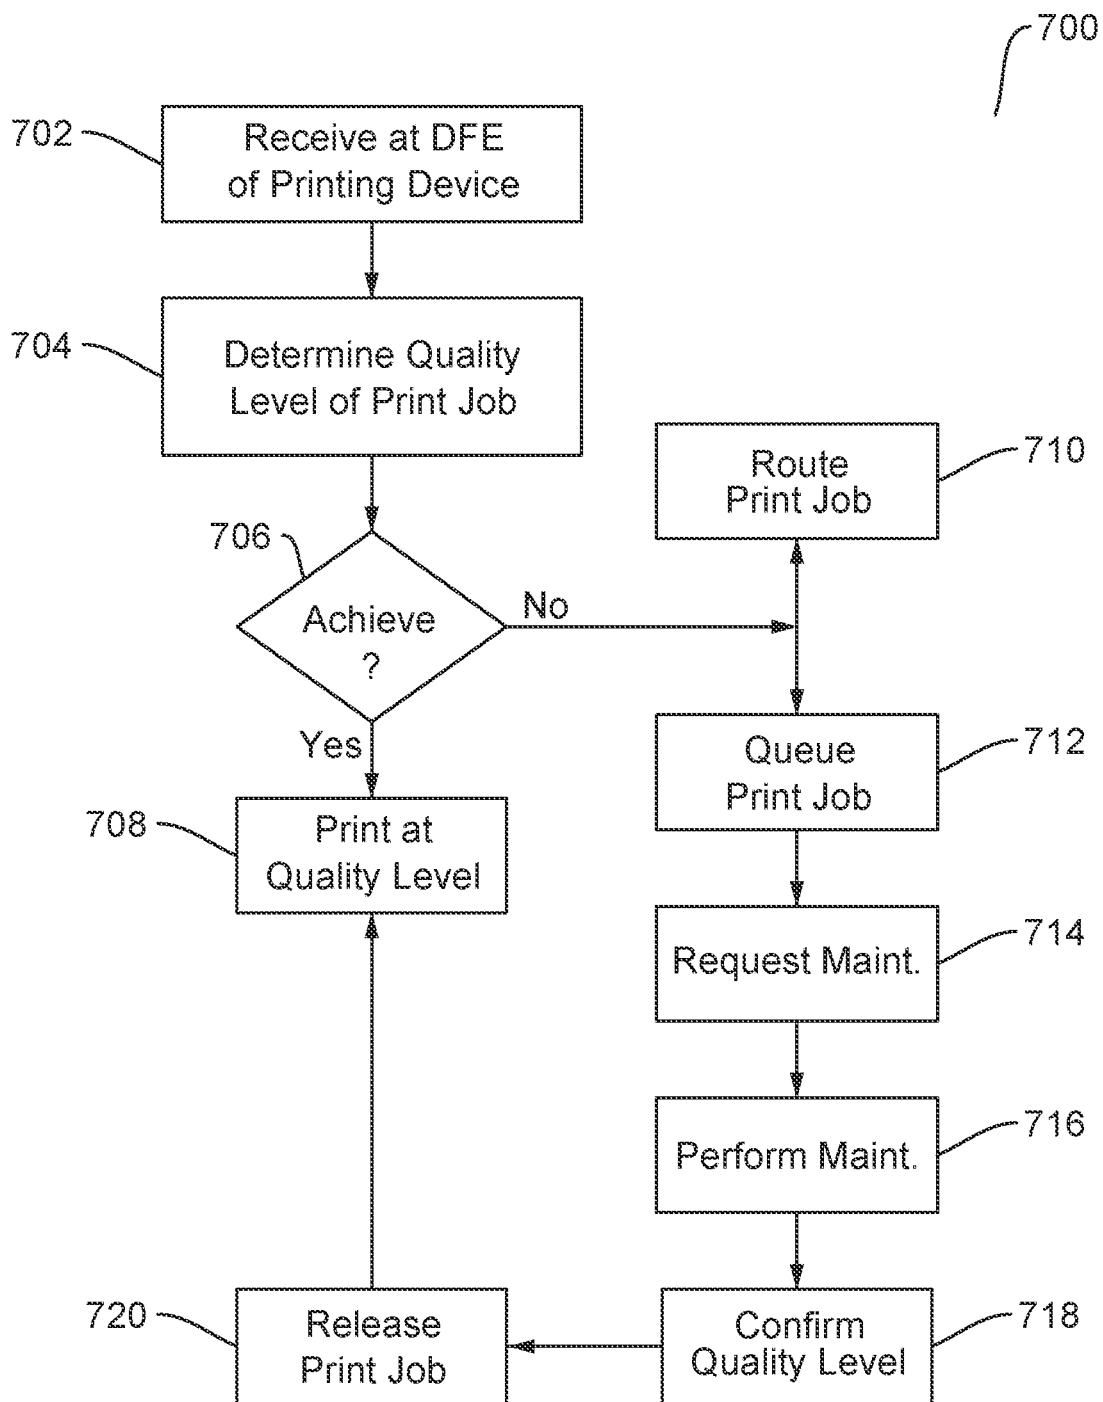 700
702
Receive at DFE
of Printing Device
704
Determine Quality
Level of Print Job
706
Achieve
?
No
Yes
708
Print at
Quality Level
710
Route
Print Job
712
Queue
Print Job
714
Request Maint.
716
Perform Maint.
718
Confirm
Quality Level
720
Release
Print Job